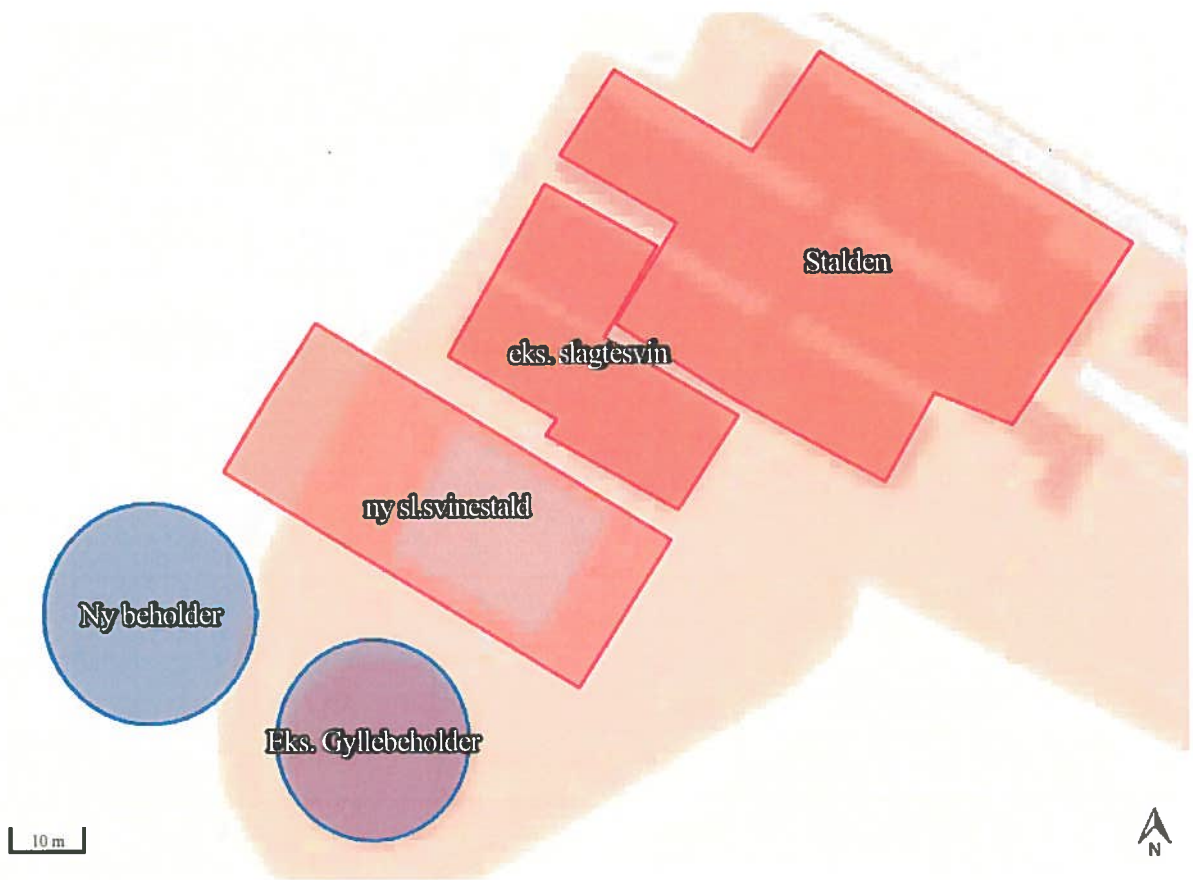 Stalden
eks. slagtesvin
ny sl.svinestald
Ny beholder
Eks. Gyllebeholder
10 m
N